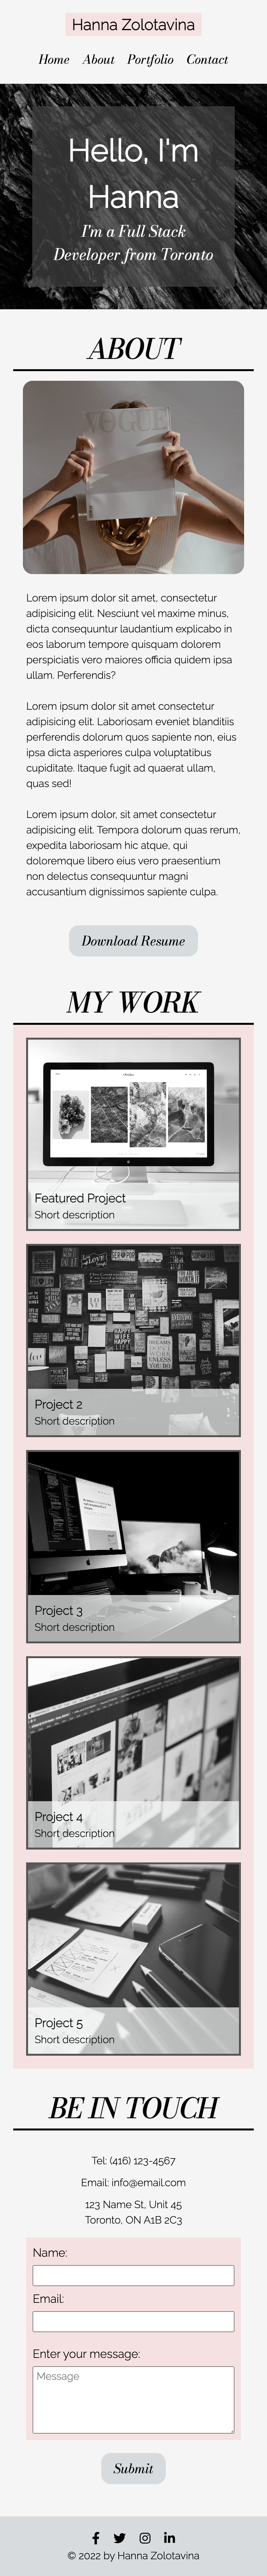 Hanna Zolotavina
Home About Portfolio Contact
Hello, I'm
Hanna
I'm a Full Stack
Developer from Toronto
ABOUT
VOGUE
Lorem ipsum dolor sit amet, consectetur
adipisicing elit. Nesciunt vel maxime minus,
dicta consequuntur laudantium explicabo in
eos laborum tempore quisquam dolorem
perspiciatis vero maiores officia quidem ipsa
ullam. Perferendis?
Lorem ipsum dolor sit amet consectetur
adipisicing elit. Laboriosam eveniet blanditiis
perferendis dolorum quos sapiente non, eius
ipsa dicta asperiores culpa voluptatibus
cupiditate. Itaque fugit ad quaerat ullam,
quas sed!
Lorem ipsum dolor, sit amet consectetur
adipisicing elit. Tempora dolorum quas rerum,
expedita laboriosam hic atque, qui
doloremque libero eius vero praesentium
non delectus consequuntur magni
accusantium dignissimos sapiente culpa.
Download Resume
MY WORK
Featured Project
Short description
Project 2
Short description
Project 3
Short description
Project 4
Short description
Project 5
Short description
BE IN TOUCH
Tel: (416) 123-4567
Email: info@email.com
123 Name St, Unit 45
Toronto, ON A1B 2C3
Name:
Email:
Enter your message:
Message
Submit
© 2022 by Hanna Zolotavina